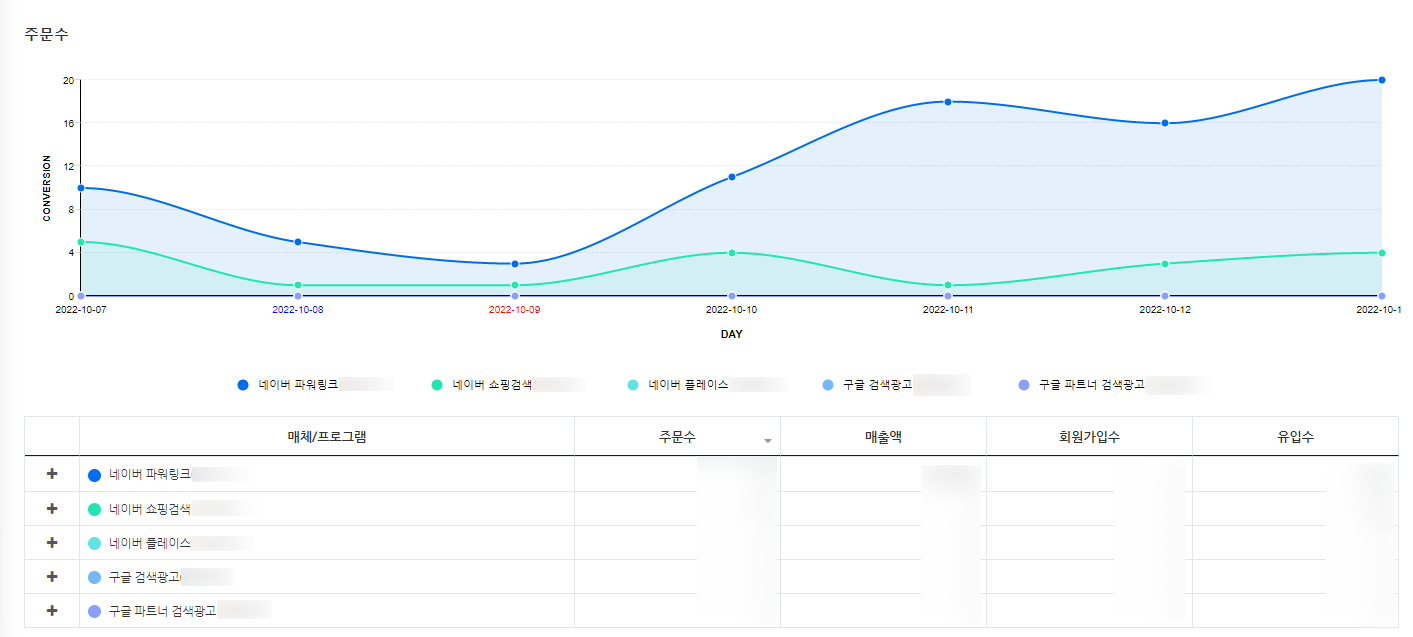 주문수
20
16
12
8
4
0
CONVERSION
2022-10-07 2022-10-08 2022-10-09 2022-10-10 2022-10-11 2022-10-12 2022-10-1
DAY
네이버 파워링크 네이버 쇼핑검색 네이버 플레이스 구글 검색광고 구글 파트너 검색광고
매체/프로그램 주문수 매출액 회원가입수 유입수
네이버 파워링크
네이버 쇼핑검색
네이버 플레이스
구글 검색광고
구글 파트너 검색광고